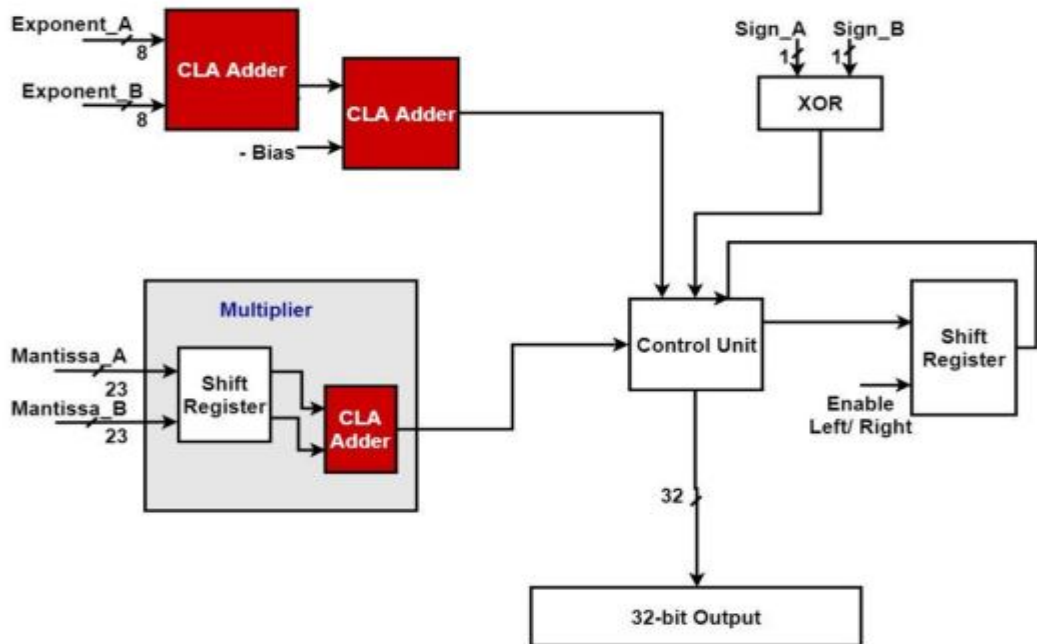 Exponent_A
8
CLA Adder
Exponent_B
8
CLA Adder
- Bias
Sign_A
Sign_B
1
1
XOR
Multiplier
Mantissa_A
23
Mantissa_B
23
Shift
Register
CLA
Adder
Control Unit
Shift
Register
Enable
Left/ Right
32
32-bit Output